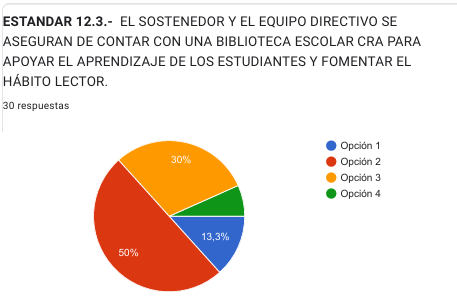 ESTANDAR 12.3.- EL SOSTENEDOR Y EL EQUIPO DIRECTIVO SE
ASEGURAN DE CONTAR CON UNA BIBLIOTECA ESCOLAR CRA PARA
APOYAR EL APRENDIZAJE DE LOS ESTUDIANTES Y FOMENTAR EL
HÁBITO LECTOR.
30 respuestas
30%
50%
13,3%
Opción 1
Opción 2
Opción 3
Opción 4